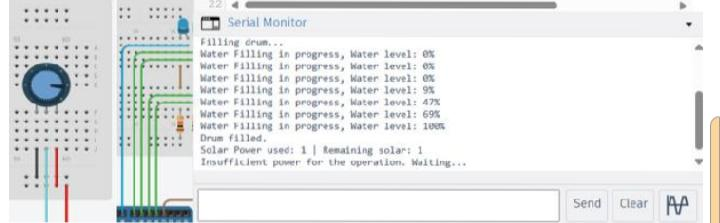 22
Serial Monitor
Filling drum...
Water Filling in progress, Water level: 0%
Water Filling in progress, Water level: 0%
Water Filling in progress, Water level: 0%
Water Filling in progress, Water level: 9%
Water Filling in progress, Water level: 47%
Water Filling in progress, Water level: 69%
Water Filling in progress, Water level: 100%
Drum filled.
Solar Power used: 1 | Remaining solar: 1
Insufficient power for the operation. Waiting...
Send Clear